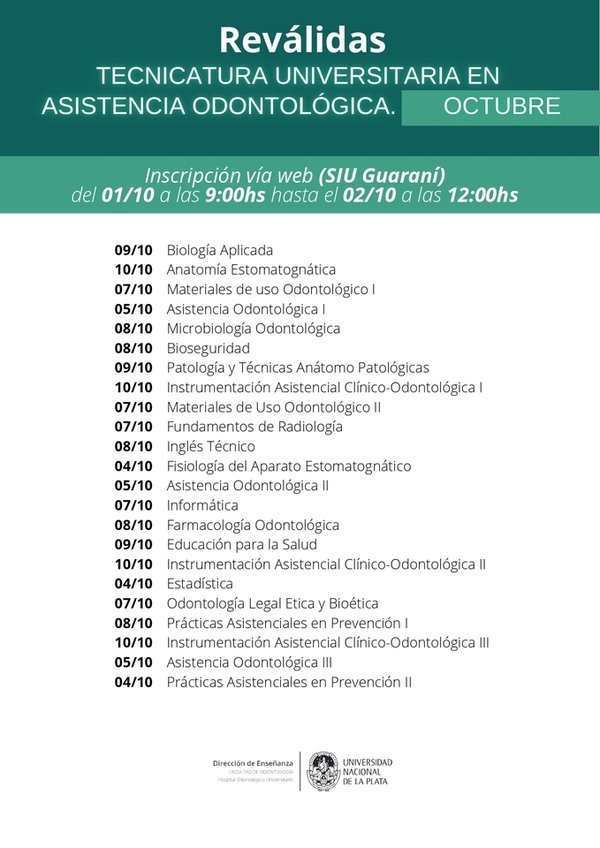 Reválidas
TECNICATURA UNIVERSITARIA EN
ASISTENCIA ODONTOLÓGICA. OCTUBRE
Inscripción vía web (SIU Guaraní)
del 01/10 a las 9:00hs hasta el 02/10 a las 12:00hs
09/10 Biología Aplicada
10/10 Anatomía Estomatognática
07/10 Materiales de uso Odontológico I
05/10 Asistencia Odontológica I
08/10 Microbiología Odontológica
08/10 Bioseguridad
09/10 Patología y Técnicas Anátomo Patológicas
10/10 Instrumentación Asistencial Clínico-Odontológica I
07/10 Materiales de Uso Odontológico II
07/10 Fundamentos de Radiología
08/10 Inglés Técnico
04/10 Fisiología del Aparato Estomatognático
05/10 Asistencia Odontológica II
07/10 Informática
08/10 Farmacología Odontológica
09/10 Educación para la Salud
10/10 Instrumentación Asistencial Clínico-Odontológica II
04/10 Estadística
07/10 Odontología Legal Etica y Bioética
08/10 Prácticas Asistenciales en Prevención I
10/10 Instrumentación Asistencial Clínico-Odontológica III
05/10 Asistencia Odontológica III
04/10 Prácticas Asistenciales en Prevención II
Dirección de Enseñanza
FACULTAD DE ODONTOLOGÍA
Hospital Odontológico Universitario
UNIVERSIDAD
NACIONAL
DE LA PLATA